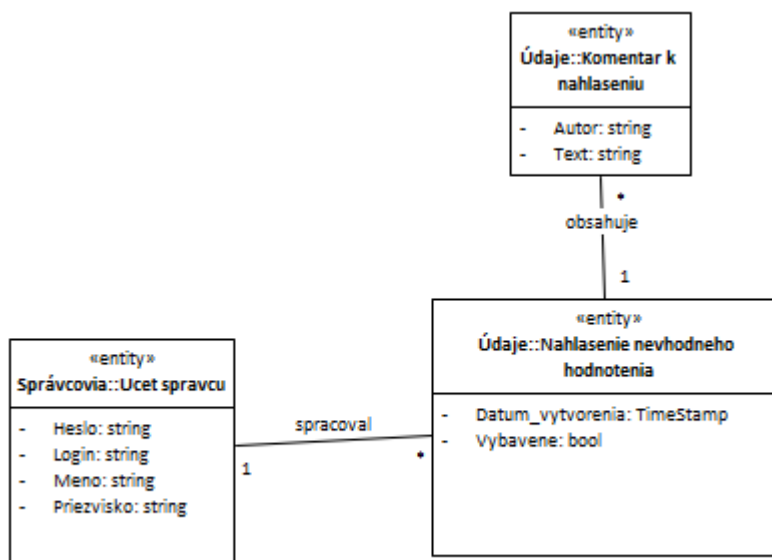 «entity»
Údaje::Komentar k
nahlaseniu
- Autor: string
- Text: string
*
obsahuje
1
«entity»
Údaje::Nahlasenie nevhodneho
hodnotenia
- Datum_vytvorenia: TimeStamp
- Vybavene: bool
«entity»
Správcovia::Ucet spravcu
- Heslo: string
- Login: string
- Meno: string
- Priezvisko: string
spracoval
1
*